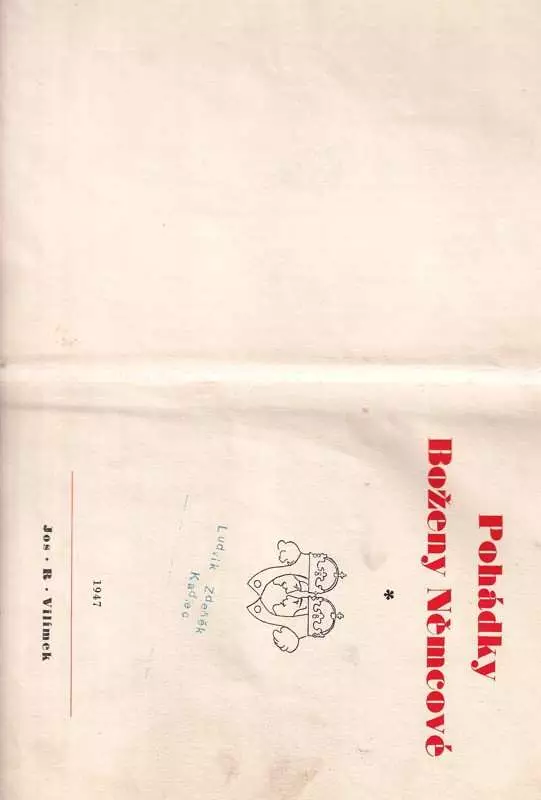 Pohádky
Boženy Němcové
*
Ludvík Zdeněk
Kadlec
1947
Jos · R · Vilímek